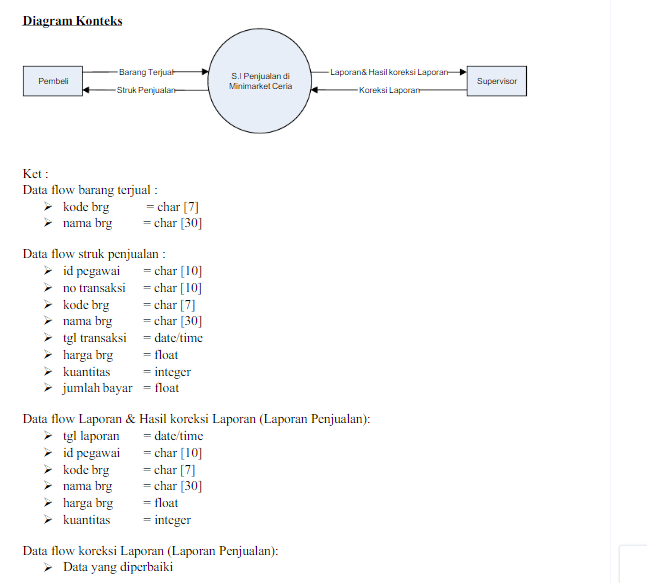 Diagram Konteks
Pembeli
Barang Terjual
Struk Penjualan
S.I Penjualan di
Minimarket Ceria
Laporan& Hasil koreksi Laporan
Koreksi Laporan
Supervisor
Ket :
Data flow barang terjual :
➢ kode brg = char [7]
➢ nama brg = char [30]
Data flow struk penjualan :
➢ id pegawai = char [10]
➢ no transaksi = char [10]
➢ kode brg = char [7]
➢ nama brg = char [30]
➢ tgl transaksi = date/time
➢ harga brg = float
➢ kuantitas = integer
➢ jumlah bayar = float
Data flow Laporan & Hasil koreksi Laporan (Laporan Penjualan):
➢ tgl laporan = date/time
➢ id pegawai = char [10]
➢ kode brg = char [7]
➢ nama brg = char [30]
➢ harga brg = float
➢ kuantitas = integer
Data flow koreksi Laporan (Laporan Penjualan):
➢ Data yang diperbaiki